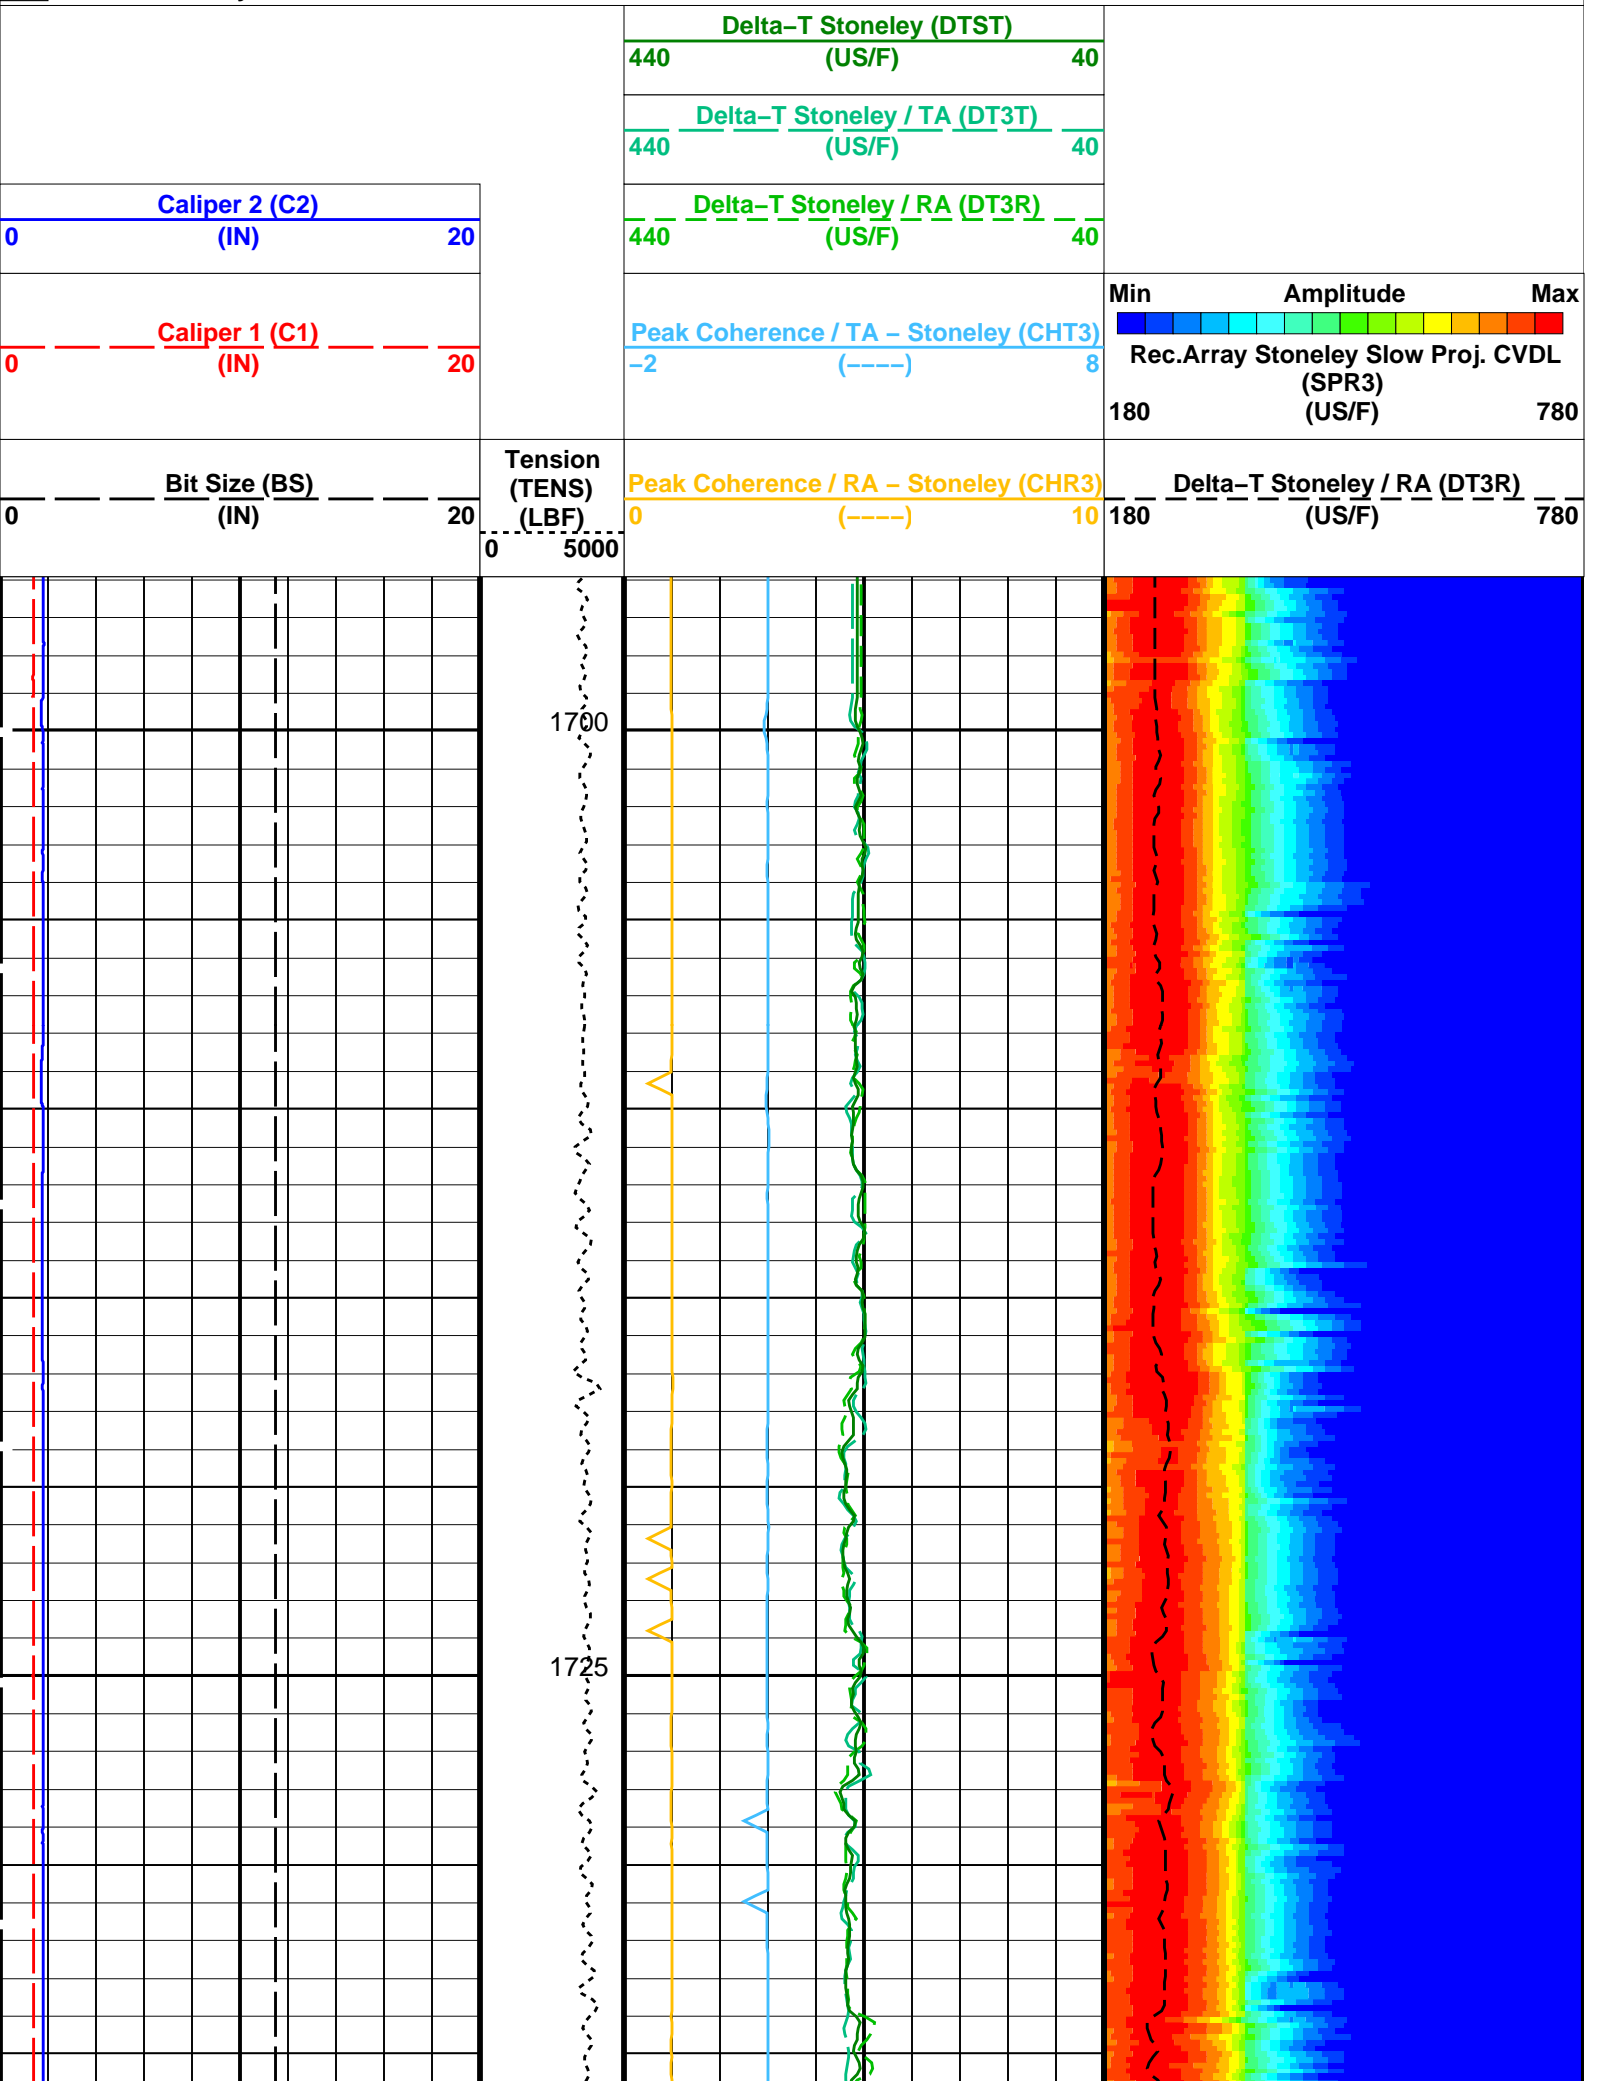 Delta–T Stoneley (DTST)
440 (US/F) 40
Delta–T Stoneley / TA (DT3T)
440 (US/F) 40
Caliper 2 (C2)
0 (IN) 20
Delta–T Stoneley / RA (DT3R)
440 (US/F) 40
Caliper 1 (C1)
0 (IN) 20
Peak Coherence / TA – Stoneley (CHT3)
–2 (––––) 8
Min Amplitude Max
Rec.Array Stoneley Slow Proj. CVDL
(SPR3)
180 (US/F) 780
Bit Size (BS)
0 (IN) 20
Tension
(TENS)
(LBF)
0 5000
Peak Coherence / RA – Stoneley (CHR3)
0 (––––) 10
Delta–T Stoneley / RA (DT3R)
180 (US/F) 780
1700
1725